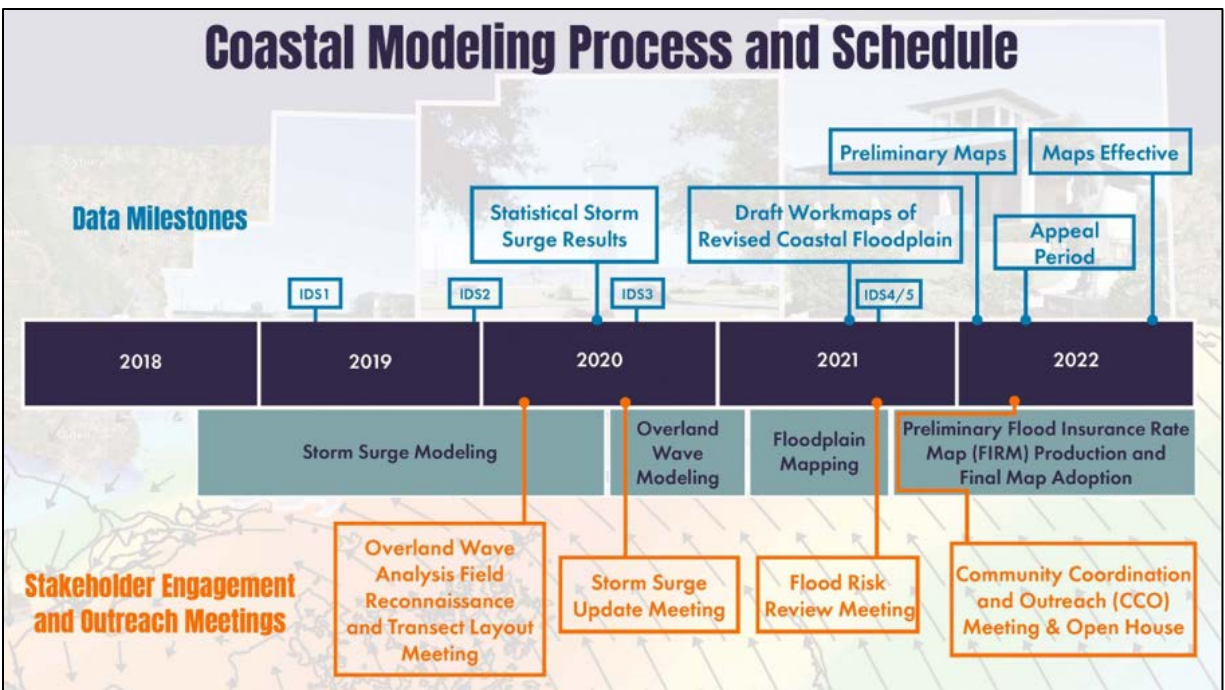 Coastal Modeling Process and Schedule
Data Milestones
Preliminary Maps
Maps Effective
Statistical Storm
Surge Results
Draft Workmaps of
Revised Coastal Floodplain
Appeal
Period
IDS1
IDS2
IDS3
IDS4/5
2018
2019
2020
2021
2022
Storm Surge Modeling
Overland
Wave
Modeling
Floodplain
Mapping
Preliminary Flood Insurance Rate
Map (FIRM) Production and
Final Map Adoption
Stakeholder Engagement
and Outreach Meetings
Overland Wave
Analysis Field
Reconnaissance
and Transect Layout
Meeting
Storm Surge
Update Meeting
Flood Risk
Review Meeting
Community Coordination
and Outreach (CCO)
Meeting & Open House